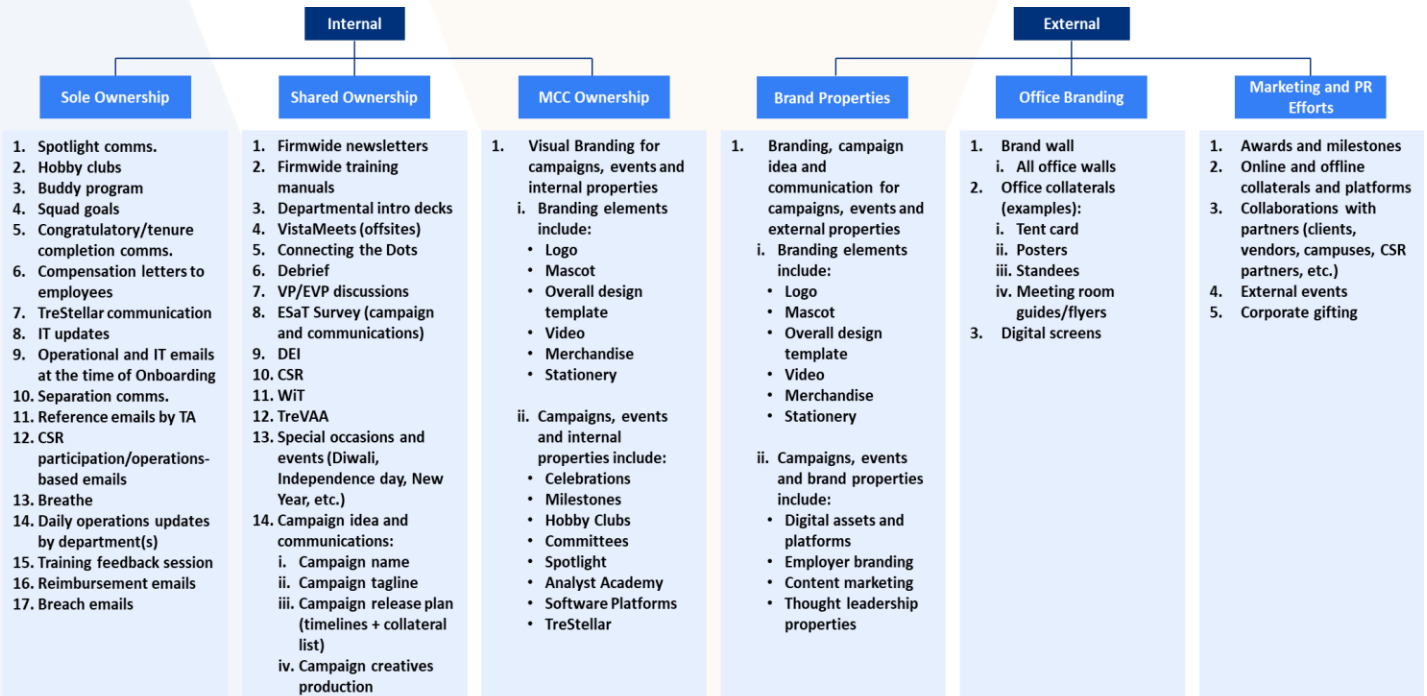 Internal
External
Sole Ownership
Shared Ownership
MCC Ownership
Brand Properties
Office Branding
Marketing and PR
Efforts
1. Spotlight comms.
2. Hobby clubs
3. Buddy program
4. Squad goals
5. Congratulatory/tenure
completion comms.
6. Compensation letters to
employees
7. TreStellar communication
8. IT updates
9. Operational and IT emails
at the time of Onboarding
10. Separation comms.
11. Reference emails by TA
12. CSR
participation/operations-
based emails
13. Breathe
14. Daily operations updates
by department(s)
15. Training feedback session
16. Reimbursement emails
17. Breach emails
1. Firmwide newsletters
2. Firmwide training
manuals
3. Departmental intro decks
4. VistaMeets (offsites)
5. Connecting the Dots
6. Debrief
7. VP/EVP discussions
8. ESaT Survey (campaign
and communications)
9. DEI
10. CSR
11. WiT
12. TreVAA
13. Special occasions and
events (Diwali,
Independence day, New
Year, etc.)
14. Campaign idea and
communications:
i. Campaign name
ii. Campaign tagline
iii. Campaign release plan
(timelines + collateral
list)
iv. Campaign creatives
production
1. Visual Branding for
campaigns, events and
internal properties
i. Branding elements
include:
• Logo
• Mascot
• Overall design
template
• Video
• Merchandise
• Stationery
ii. Campaigns, events
and internal
properties include:
• Celebrations
• Milestones
• Hobby Clubs
• Committees
• Spotlight
• Analyst Academy
• Software Platforms
• TreStellar
1. Branding, campaign
idea and
communication for
campaigns, events and
external properties
i. Branding elements
include:
• Logo
• Mascot
• Overall design
template
• Video
• Merchandise
• Stationery
ii. Campaigns, events
and brand properties
include:
• Digital assets and
platforms
• Employer branding
• Content marketing
• Thought leadership
properties
1. Brand wall
i. All office walls
2. Office collaterals
(examples):
i. Tent card
ii. Posters
iii. Standees
iv. Meeting room
guides/flyers
3. Digital screens
1. Awards and milestones
2. Online and offline
collaterals and platforms
3. Collaborations with
partners (clients,
vendors, campuses, CSR
partners, etc.)
4. External events
5. Corporate gifting